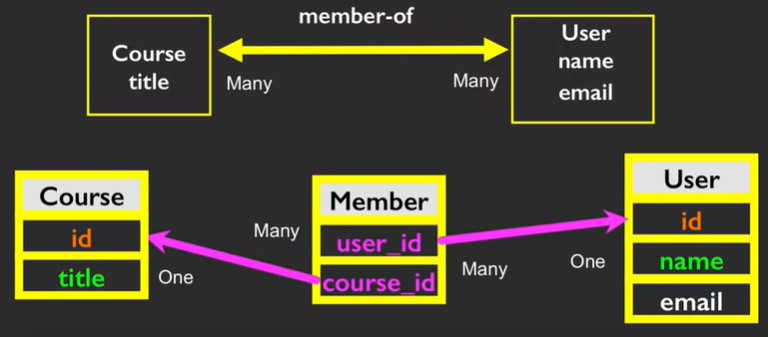 member-of
Course
title
Many
Many
User
name
email
Course
id
title
One
Many
Member
user_id
course_id
Many
One
User
id
name
email